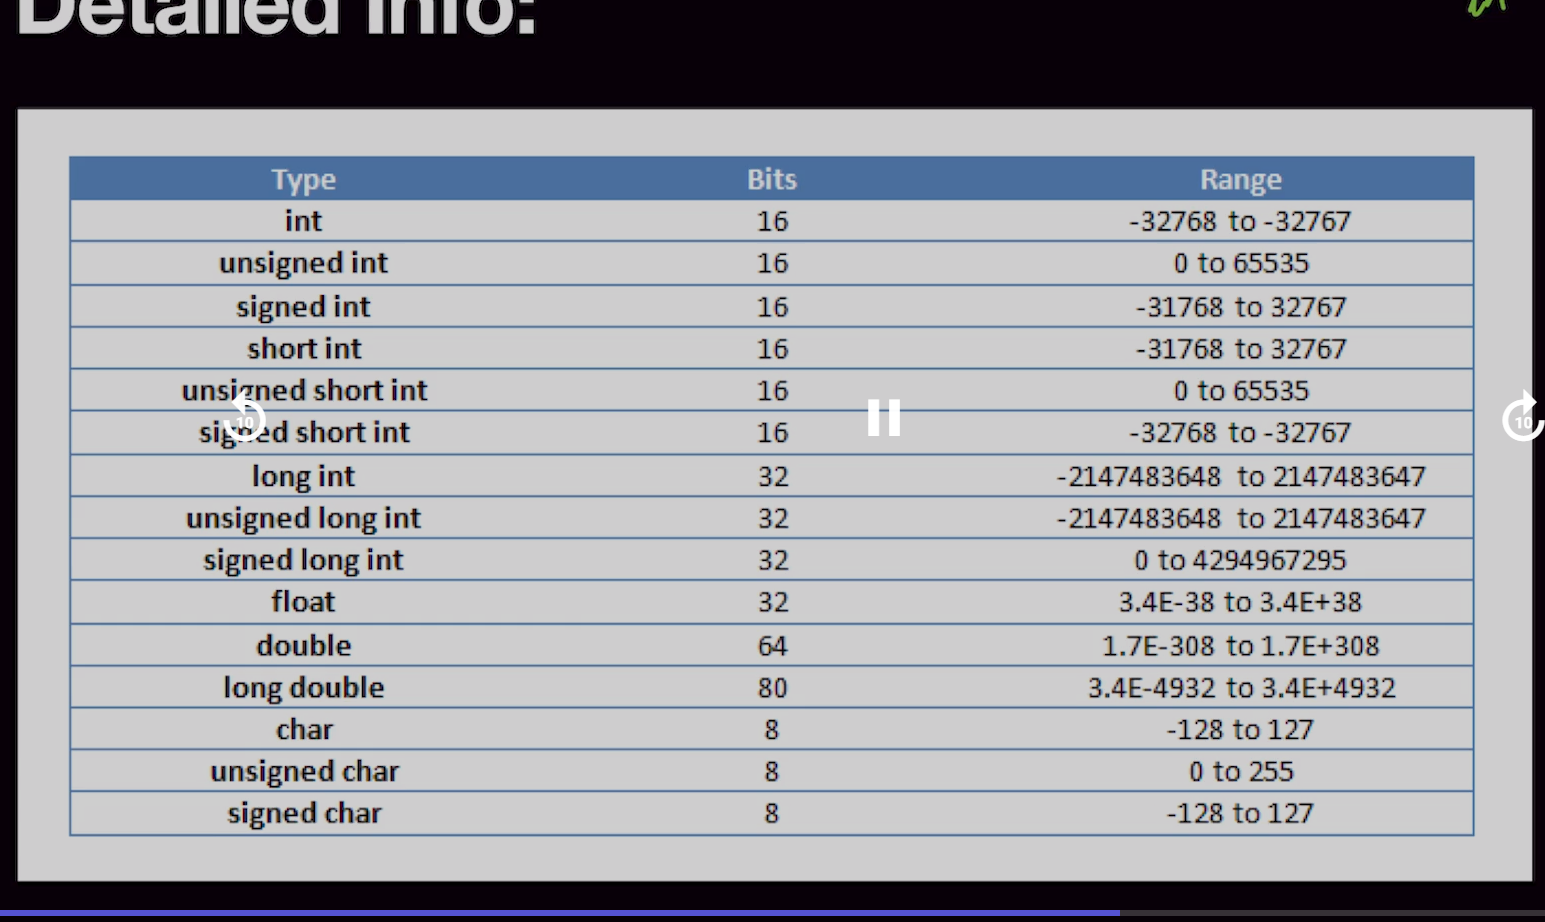 Detailed Info:
Type Bits Range
int 16 -32768 to -32767
unsigned int 16 0 to 65535
signed int 16 -31768 to 32767
short int 16 -31768 to 32767
unsigned short int 16 0 to 65535
signed short int 16 -32768 to -32767
long int 32 -2147483648 to 2147483647
unsigned long int 32 -2147483648 to 2147483647
signed long int 32 0 to 4294967295
float 32 3.4E-38 to 3.4E+38
double 64 1.7E-308 to 1.7E+308
long double 80 3.4E-4932 to 3.4E+4932
char 8 -128 to 127
unsigned char 8 0 to 255
signed char 8 -128 to 127
10
10